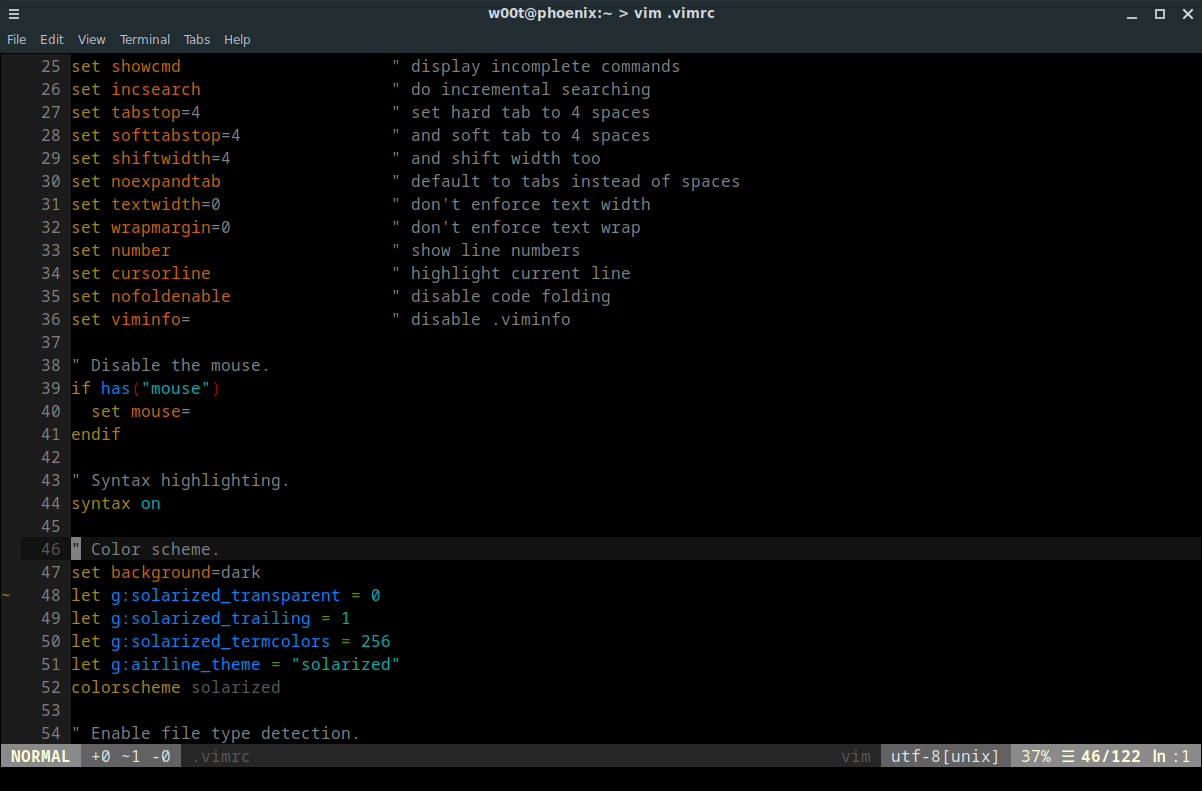 w00t@phoenix:~ > vim .vimrc
File Edit View Terminal Tabs Help
25 set showcmd " display incomplete commands
26 set incsearch " do incremental searching
27 set tabstop=4 " set hard tab to 4 spaces
28 set softtabstop=4 " and soft tab to 4 spaces
29 set shiftwidth=4 " and shift width too
30 set noexpandtab " default to tabs instead of spaces
31 set textwidth=0 " don't enforce text width
32 set wrapmargin=0 " don't enforce text wrap
33 set number " show line numbers
34 set cursorline " highlight current line
35 set nofoldenable " disable code folding
36 set viminfo= " disable .viminfo
37
38 " Disable the mouse.
39 if has("mouse")
40   set mouse=
41 endif
42
43 " Syntax highlighting.
44 syntax on
45
46 " Color scheme.
47 set background=dark
~ 48 let g:solarized_transparent = 0
49 let g:solarized_trailing = 1
50 let g:solarized_termcolors = 256
51 let g:airline_theme = "solarized"
52 colorscheme solarized
53
54 " Enable file type detection.
NORMAL +0 ~1 -0 .vimrc vim utf-8[unix] 37% ☰ 46/122 ln :1